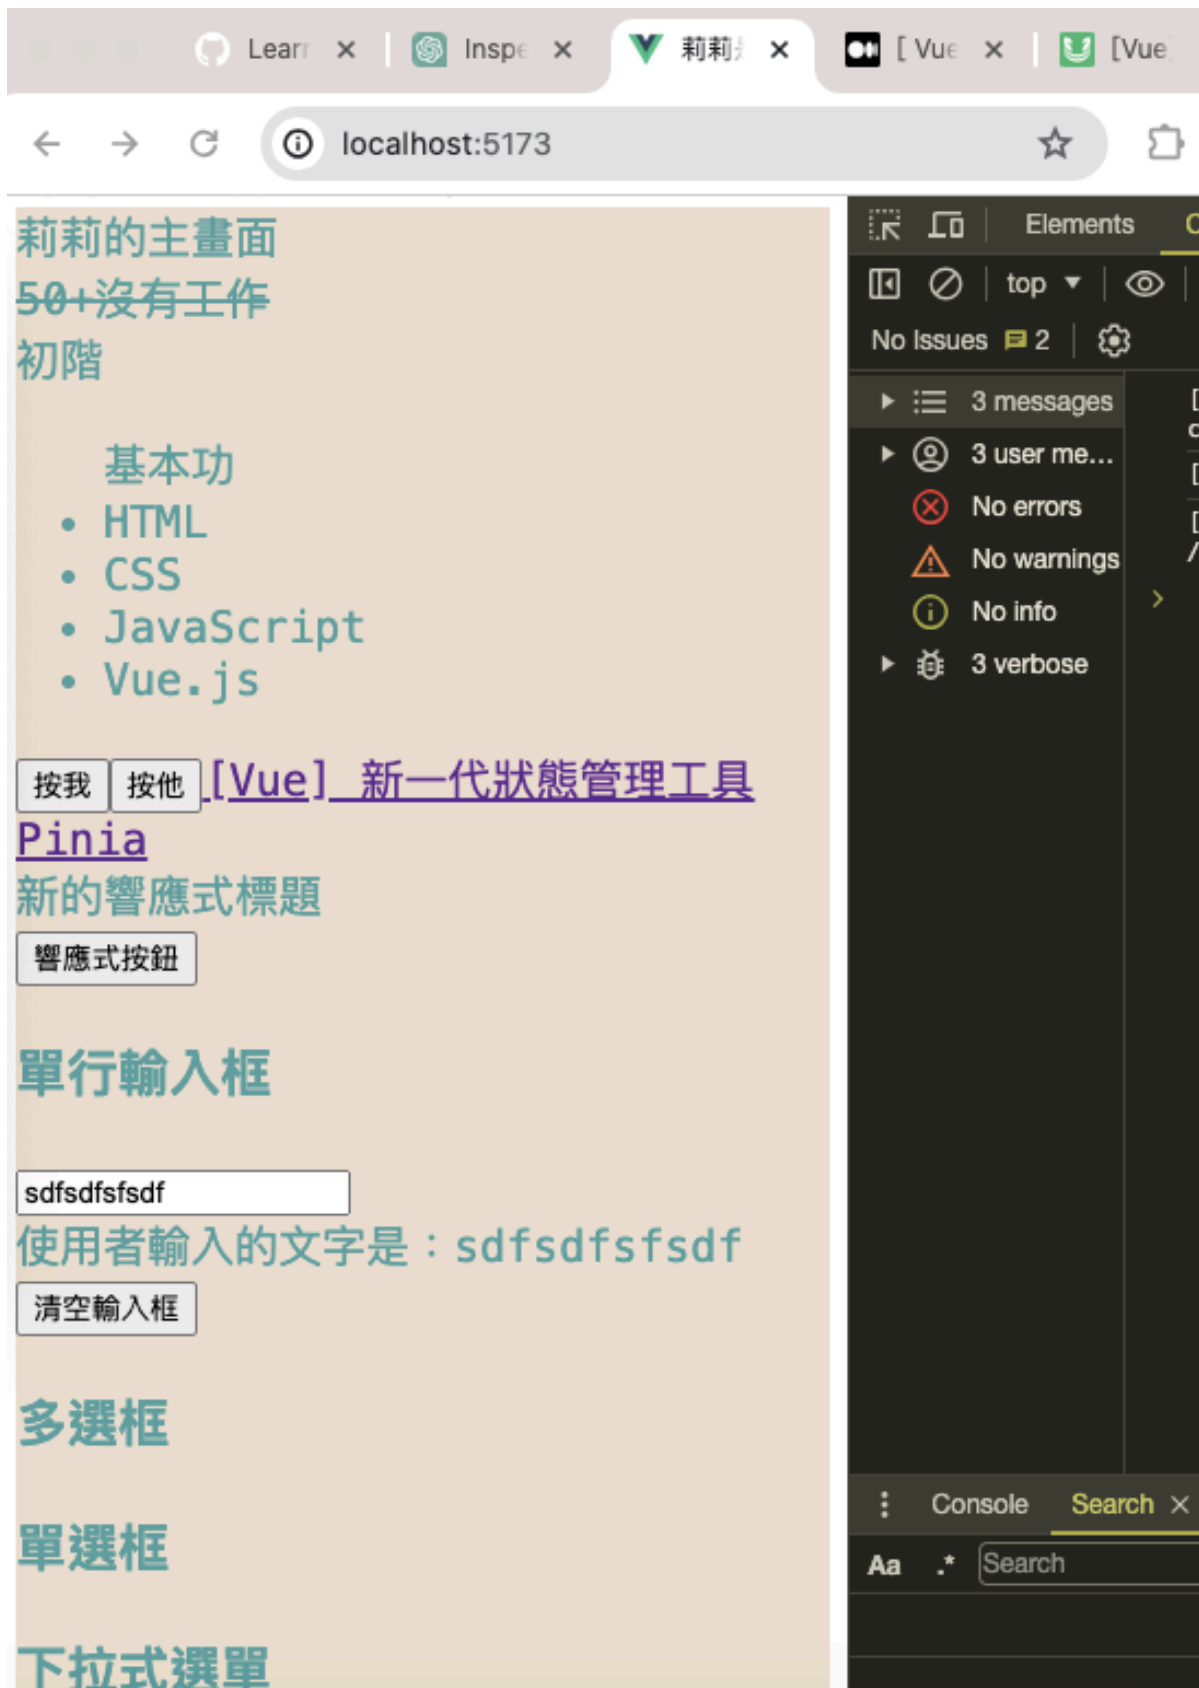 Learn
Inspe
莉莉
[ Vue
[Vue]
localhost:5173
莉莉的主畫面
50+沒有工作
初階
基本功
HTML
CSS
JavaScript
Vue.js
按我 按他 [Vue] 新一代狀態管理工具
Pinia
新的響應式標題
響應式按鈕
單行輸入框
sdfsdfsfsdf
使用者輸入的文字是：sdfsdfsfsdf
清空輸入框
多選框
單選框
下拉式選單
Elements
top
No Issues 2
3 messages
3 user me...
No errors
No warnings
No info
3 verbose
Console Search
Aa .* Search